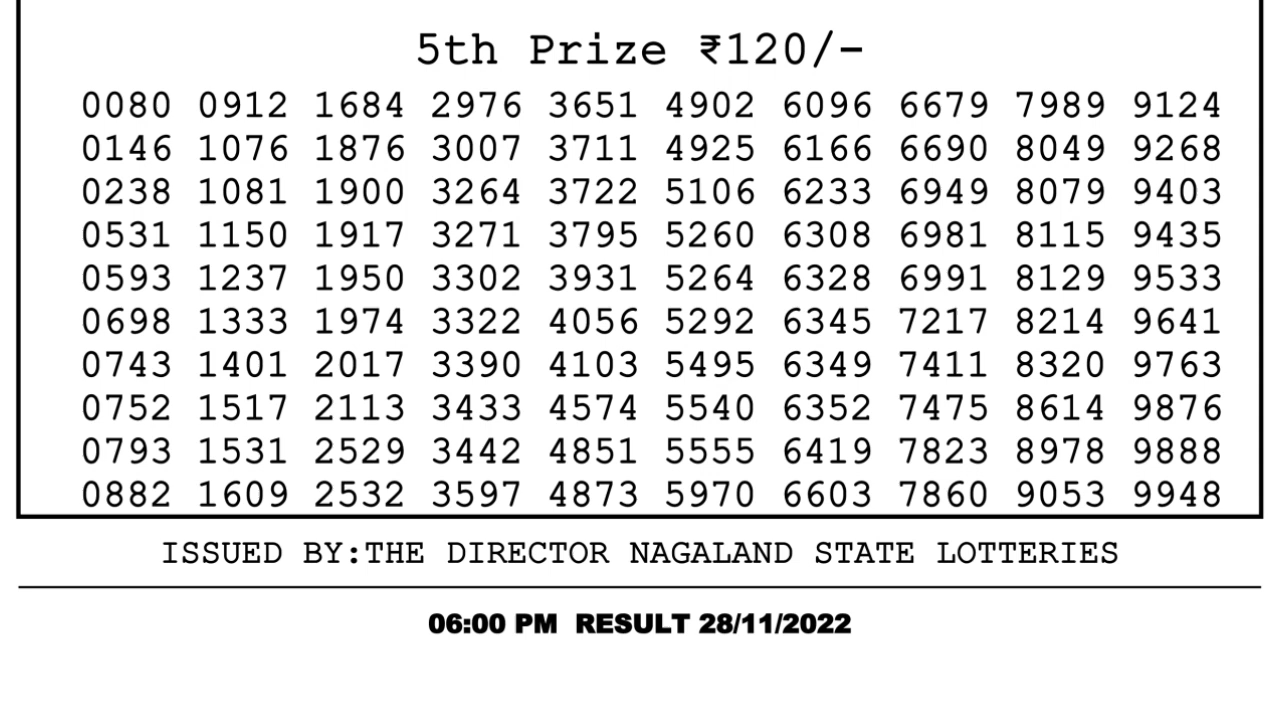 5th Prize ₹120/-
0080 0912 1684 2976 3651 4902 6096 6679 7989 9124
0146 1076 1876 3007 3711 4925 6166 6690 8049 9268
0238 1081 1900 3264 3722 5106 6233 6949 8079 9403
0531 1150 1917 3271 3795 5260 6308 6981 8115 9435
0593 1237 1950 3302 3931 5264 6328 6991 8129 9533
0698 1333 1974 3322 4056 5292 6345 7217 8214 9641
0743 1401 2017 3390 4103 5495 6349 7411 8320 9763
0752 1517 2113 3433 4574 5540 6352 7475 8614 9876
0793 1531 2529 3442 4851 5555 6419 7823 8978 9888
0882 1609 2532 3597 4873 5970 6603 7860 9053 9948
ISSUED BY:THE DIRECTOR NAGALAND STATE LOTTERIES
06:00 PM RESULT 28/11/2022